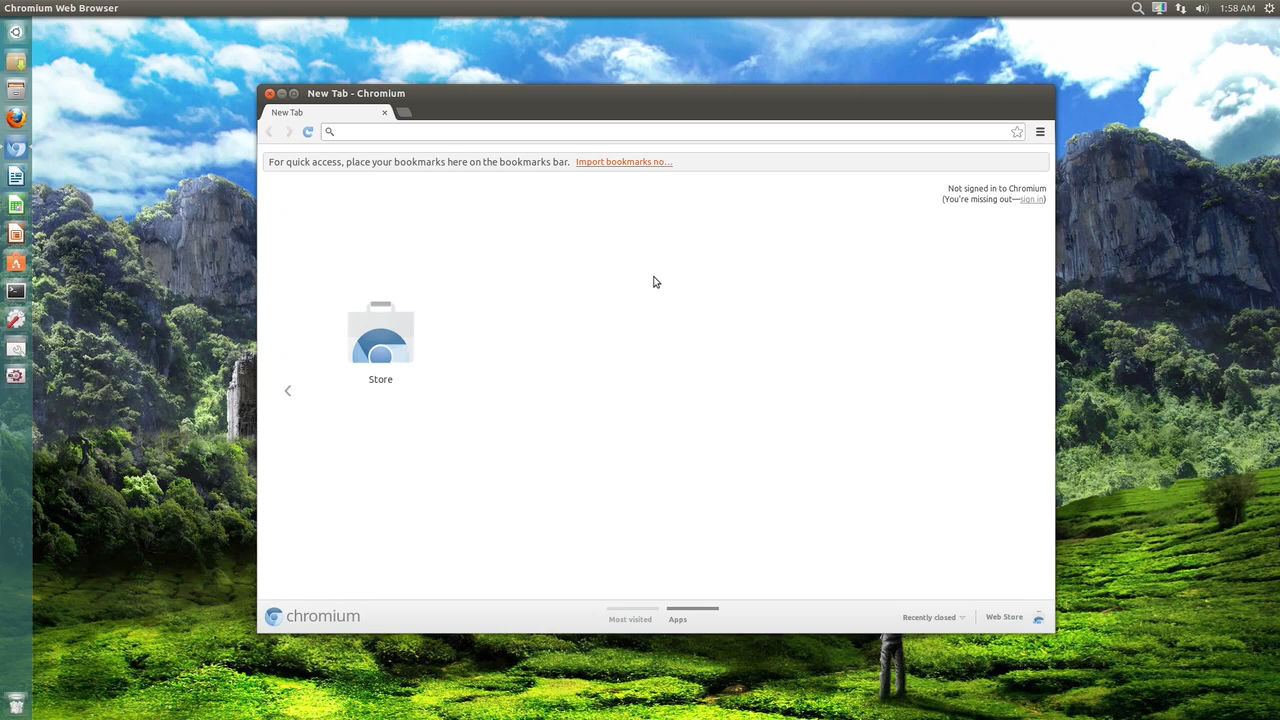 Chromium Web Browser
1:58 AM
New Tab - Chromium
New Tab
For quick access, place your bookmarks here on the bookmarks bar. Import bookmarks no...
Not signed in to Chromium
(You're missing out—sign in)
Store
chromium
Most visited
Apps
Recently closed
Web Store